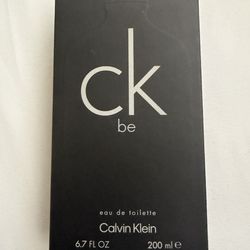 ck
be
eau de toilette
Calvin Klein
6.7 FL OZ 200 ml ℮